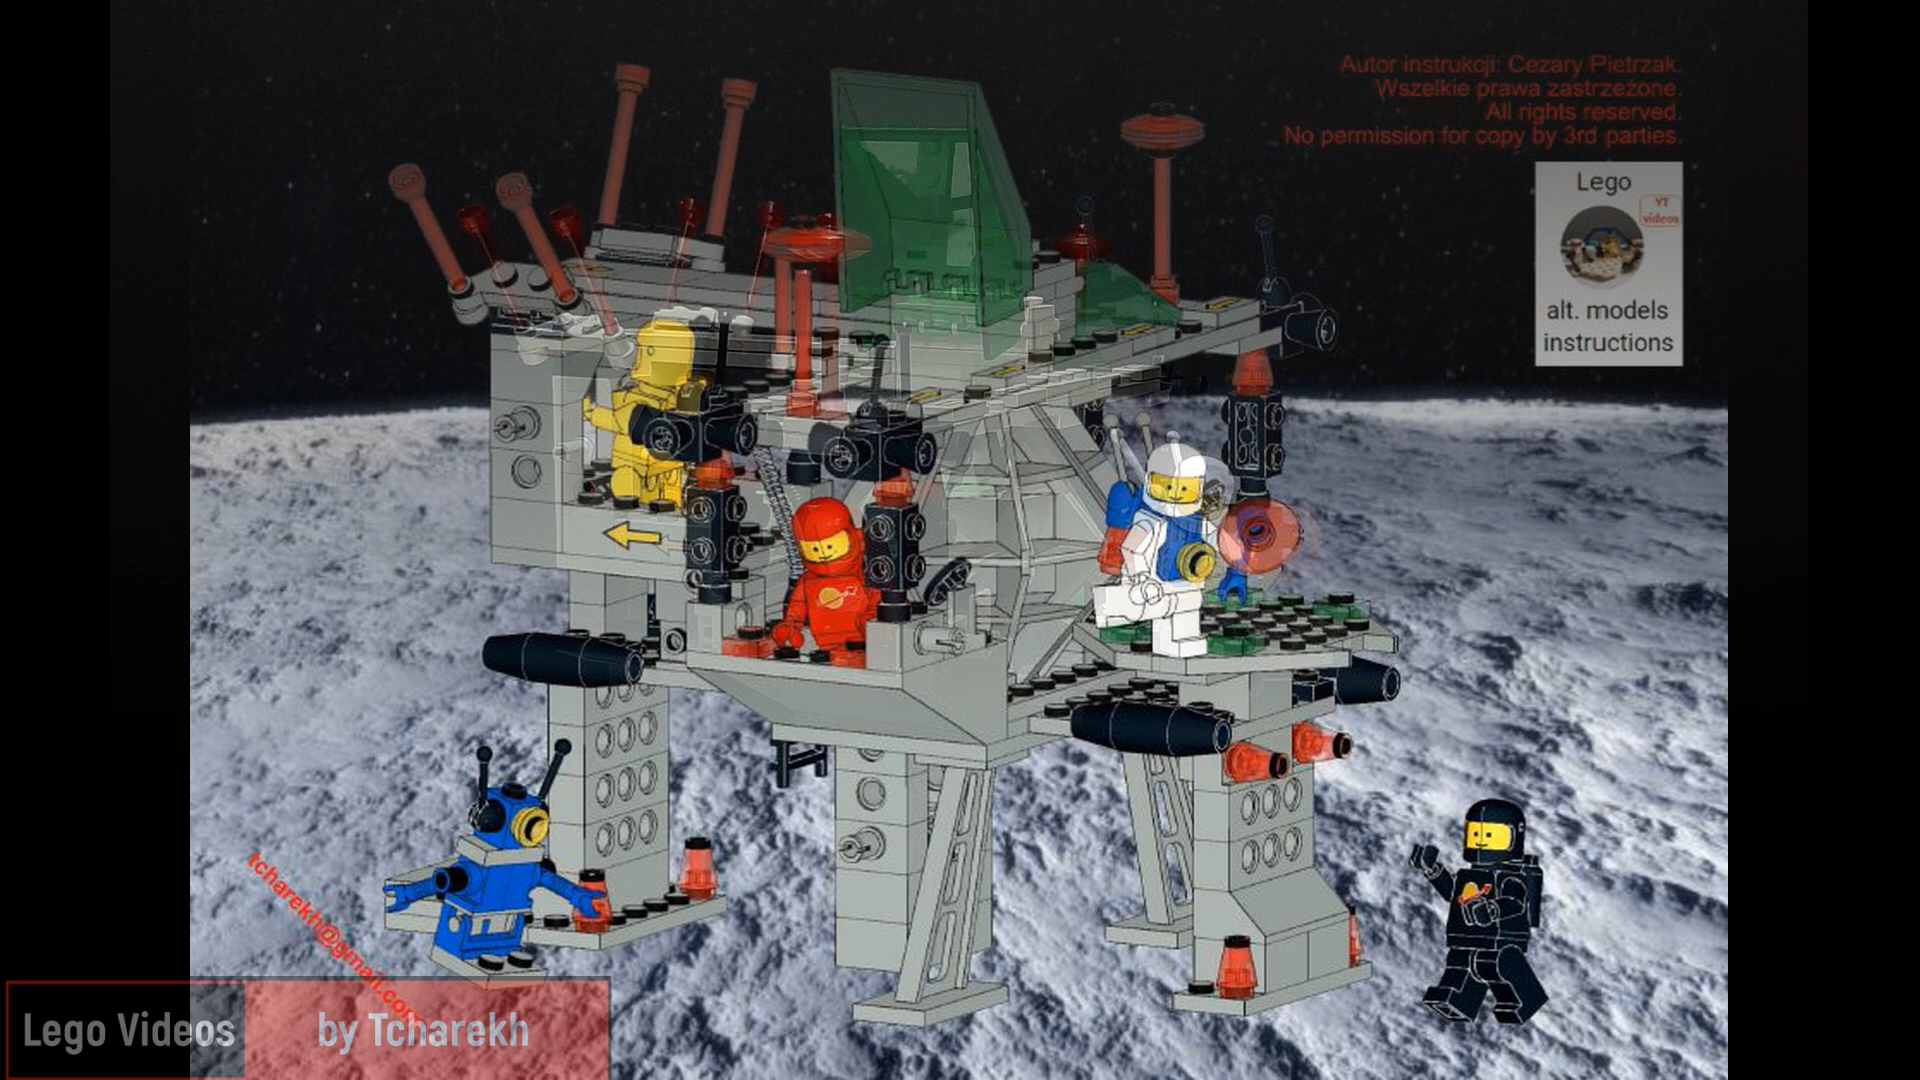 Autor instrukcji: Cezary Pietrzak.
Wszelkie prawa zastrzeżone.
All rights reserved.
No permission for copy by 3rd parties.
Lego
YT
videos
alt. models
instructions
tcharekh@gmail.com
Lego Videos
by Tcharekh